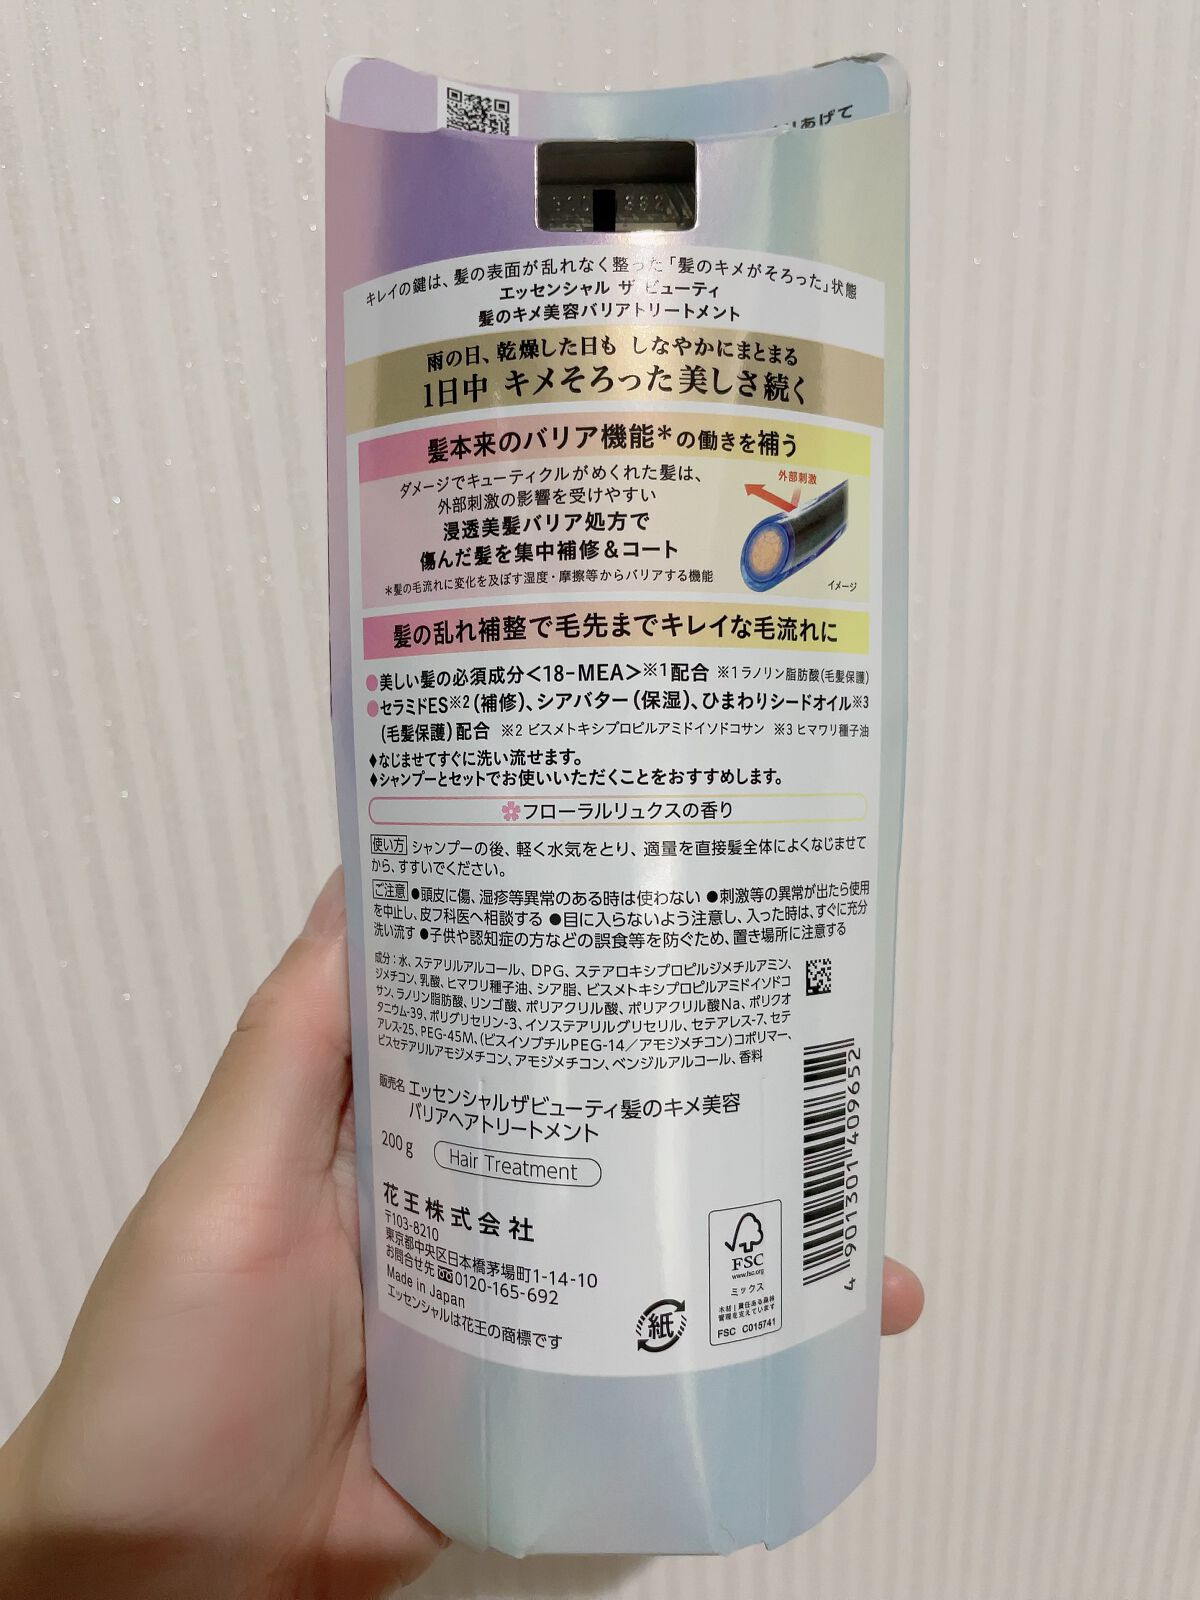 りあげて
キレイの鍵は、髪の表面が乱れなく整った「髪のキメがそろった」状態
エッセンシャル ザ ビューティ
髪のキメ美容バリアトリートメント
雨の日、乾燥した日も しなやかにまとまる
1日中 キメそろった美しさ続く
髪本来のバリア機能*の働きを補う
ダメージでキューティクルがめくれた髪は、
外部刺激の影響を受けやすい
浸透美髪バリア処方で
傷んだ髪を集中補修&コート
*髪の毛流れに変化を及ぼす湿度・摩擦等からバリアする機能
外部刺激
イメージ
髪の乱れ補整で毛先までキレイな毛流れに
●美しい髪の必須成分<18-MEA>※1配合 ※1ラノリン脂肪酸(毛髪保護)
●セラミドES※2(補修)、シアバター(保湿)、ひまわりシードオイル※3
(毛髪保護)配合 ※2 ビスメトキシプロピルアミドイソドコサン ※3 ヒマワリ種子油
♦なじませてすぐに洗い流せます。
♦シャンプーとセットでお使いいただくことをおすすめします。
フローラルリュクスの香り
使い方 シャンプーの後、軽く水気をとり、適量を直接髪全体によくなじませて
から、すすいでください。
ご注意 ●頭皮に傷、湿疹等異常のある時は使わない ●刺激等の異常が出たら使用
を中止し、皮フ科医へ相談する ●目に入らないよう注意し、入った時は、すぐに充分
洗い流す ●子供や認知症の方などの誤食等を防ぐため、置き場所に注意する
成分:水、ステアリルアルコール、DPG、ステアロキシプロピルジメチルアミン、
ジメチコン、乳酸、ヒマワリ種子油、シア脂、ビスメトキシプロピルアミドイソドコ
サン、ラノリン脂肪酸、リンゴ酸、ポリアクリル酸、ポリアクリル酸Na、ポリクオ
タニウム-39、ポリグリセリン-3、イソステアリルグリセリル、セテアレス-7、セテ
アレス-25、PEG-45M、(ビスイソブチルPEG-14/アモジメチコン)コポリマー、
ビスセテアリルアモジメチコン、アモジメチコン、ベンジルアルコール、香料
販売名 エッセンシャルザビューティ髪のキメ美容
バリアヘアトリートメント
200g Hair Treatment
花王株式会社
〒103-8210
東京都中央区日本橋茅場町1-14-10
お問合せ先 0120-165-692
Made in Japan
エッセンシャルは花王の商標です
紙
FSC
www.fsc.org
ミックス
木材|責任ある森林
管理を支えています
FSC C015741
4 901301 409652